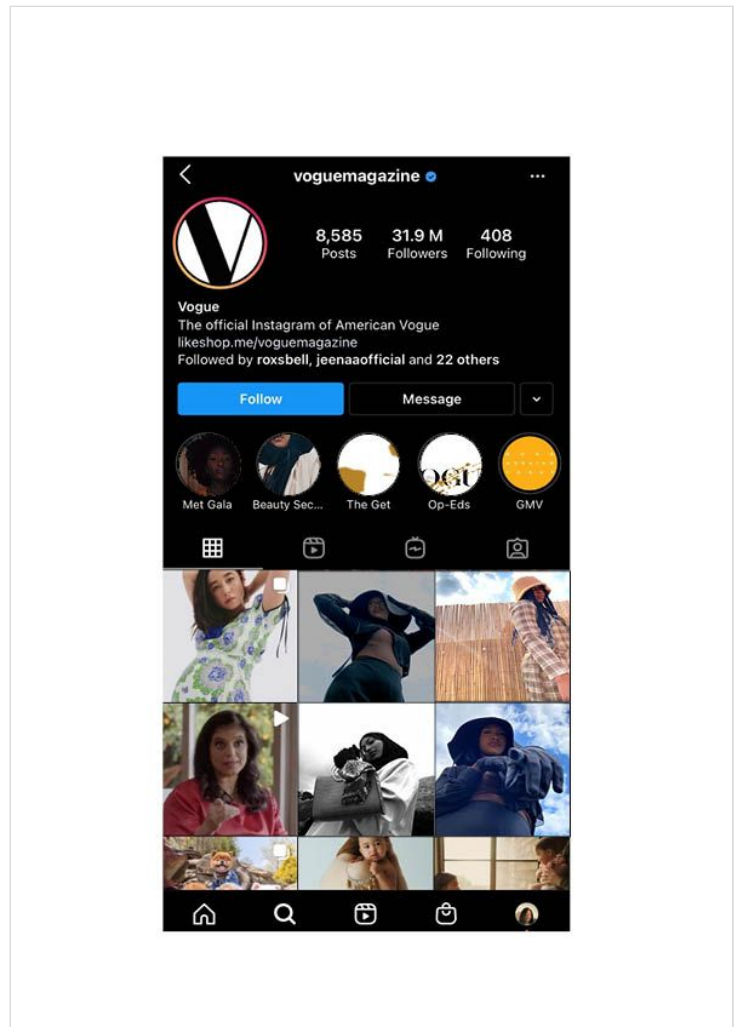 voguemagazine
8,585 31.9 M 408
Posts Followers Following
Vogue
The official Instagram of American Vogue
likeshop.me/voguemagazine
Followed by roxsbell, jeenaaofficial and 22 others
Follow Message
Met Gala Beauty Sec... The Get Op-Eds GMV